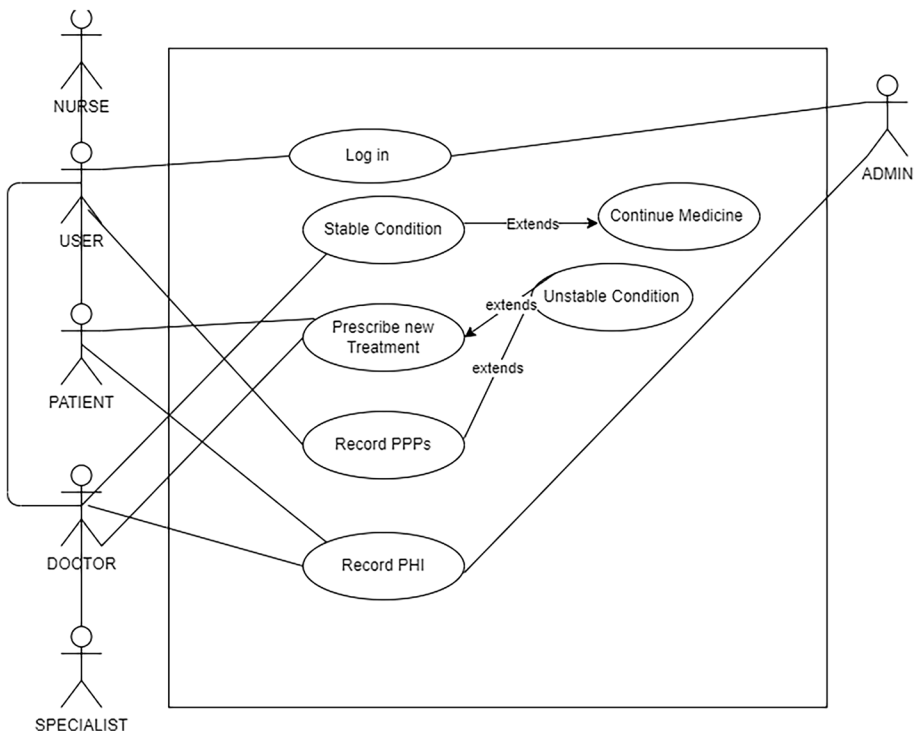 NURSE
Log in
ADMIN
Stable Condition
Extends
Continue Medicine
USER
extends
Unstable Condition
Prescribe new
Treatment
extends
PATIENT
Record PPPs
DOCTOR
Record PHI
SPECIALIST